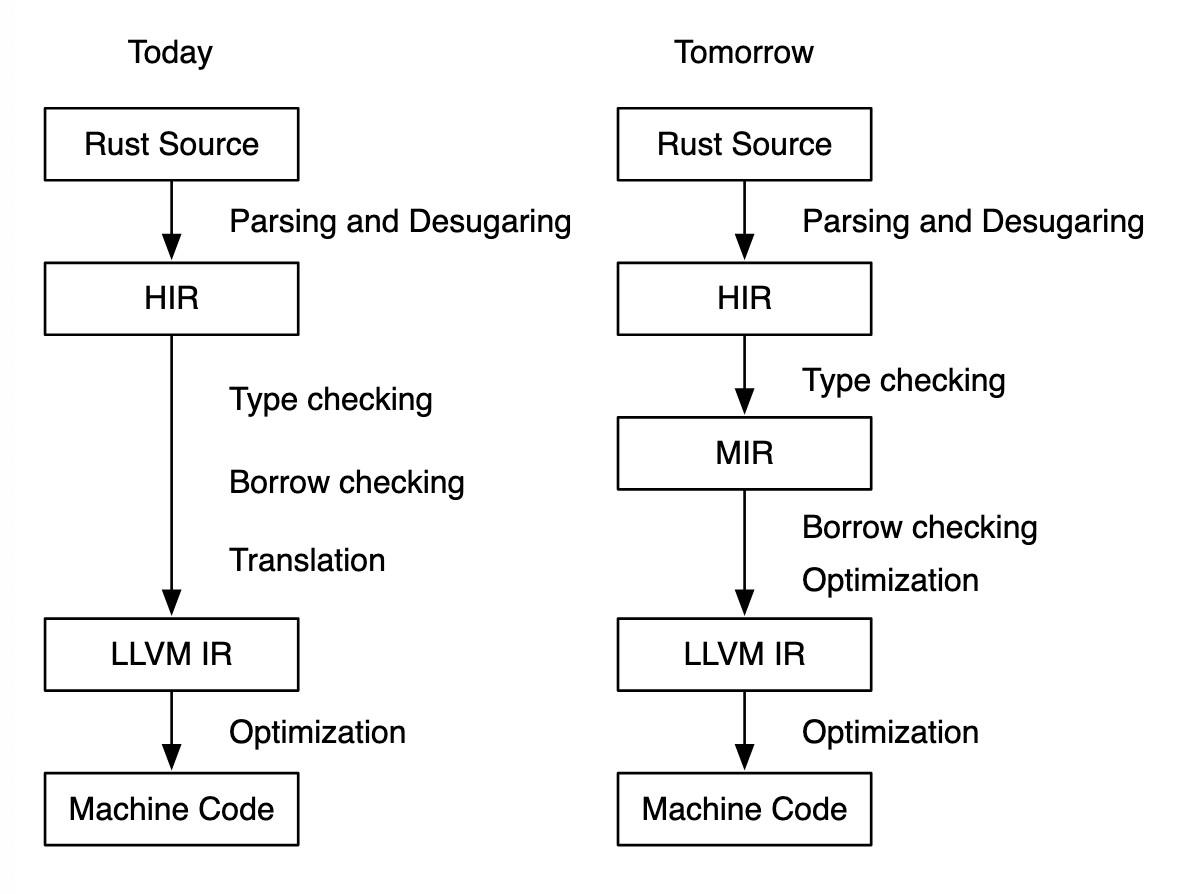 Today
Rust Source
Parsing and Desugaring
HIR
Type checking
Borrow checking
Translation
LLVM IR
Optimization
Machine Code
Tomorrow
Rust Source
Parsing and Desugaring
HIR
Type checking
MIR
Borrow checking
Optimization
LLVM IR
Optimization
Machine Code